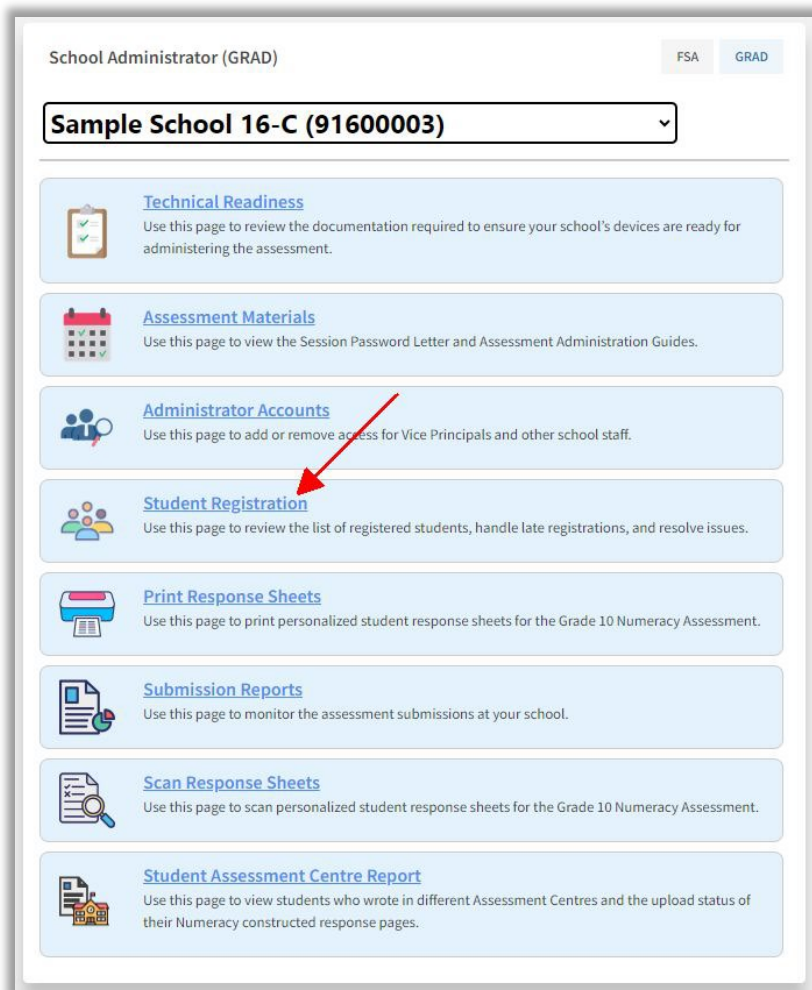 School Administrator (GRAD)
FSA
GRAD
Sample School 16-C (91600003)
Technical Readiness
Use this page to review the documentation required to ensure your school’s devices are ready for
administering the assessment.
Assessment Materials
Use this page to view the Session Password Letter and Assessment Administration Guides.
Administrator Accounts
Use this page to add or remove access for Vice Principals and other school staff.
Student Registration
Use this page to review the list of registered students, handle late registrations, and resolve issues.
Print Response Sheets
Use this page to print personalized student response sheets for the Grade 10 Numeracy Assessment.
Submission Reports
Use this page to monitor the assessment submissions at your school.
Scan Response Sheets
Use this page to scan personalized student response sheets for the Grade 10 Numeracy Assessment.
Student Assessment Centre Report
Use this page to view students who wrote in different Assessment Centres and the upload status of
their Numeracy constructed response pages.